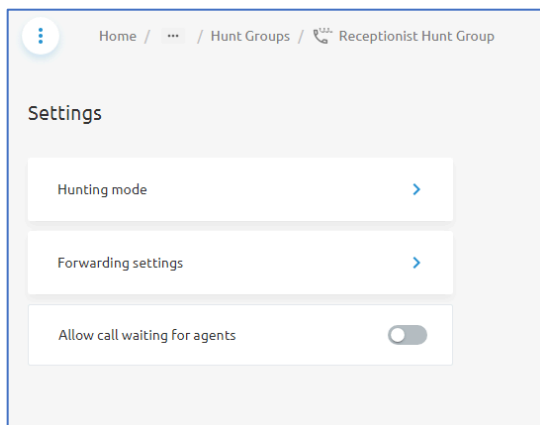 Home / ... / Hunt Groups / Receptionist Hunt Group
Settings
Hunting mode
Forwarding settings
Allow call waiting for agents